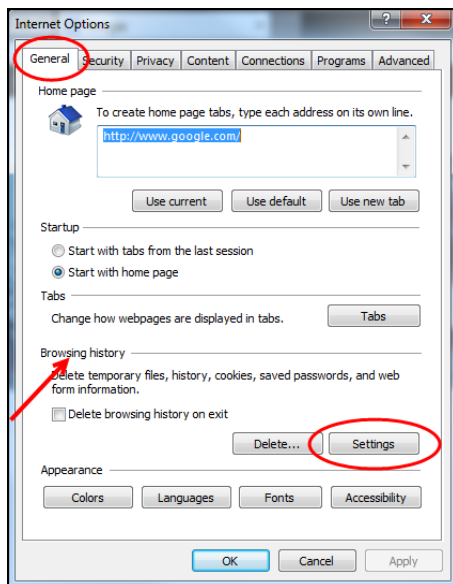 Internet Options
General Security Privacy Content Connections Programs Advanced
Home page
To create home page tabs, type each address on its own line.
http://www.google.com/
Use current Use default Use new tab
Startup
Start with tabs from the last session
Start with home page
Tabs
Change how webpages are displayed in tabs. Tabs
Browsing history
Delete temporary files, history, cookies, saved passwords, and web
form information.
Delete browsing history on exit
Delete... Settings
Appearance
Colors Languages Fonts Accessibility
OK Cancel Apply